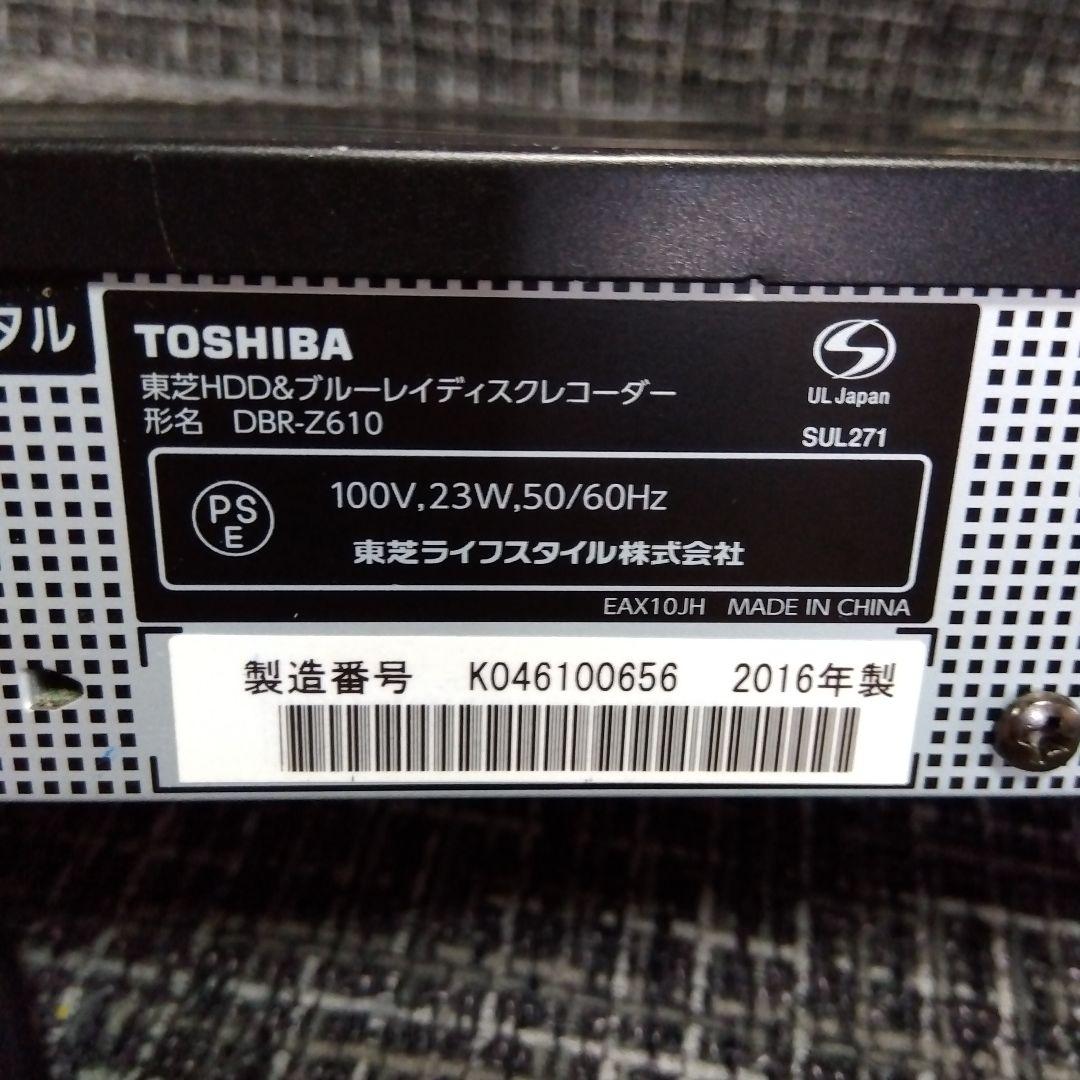 タル
TOSHIBA
東芝HDD&ブルーレイディスクレコーダー
形名 DBR-Z610
UL Japan
SUL271
PS
E
100V,23W,50/60Hz
東芝ライフスタイル株式会社
EAX10JH MADE IN CHINA
製造番号 K046100656 2016年製